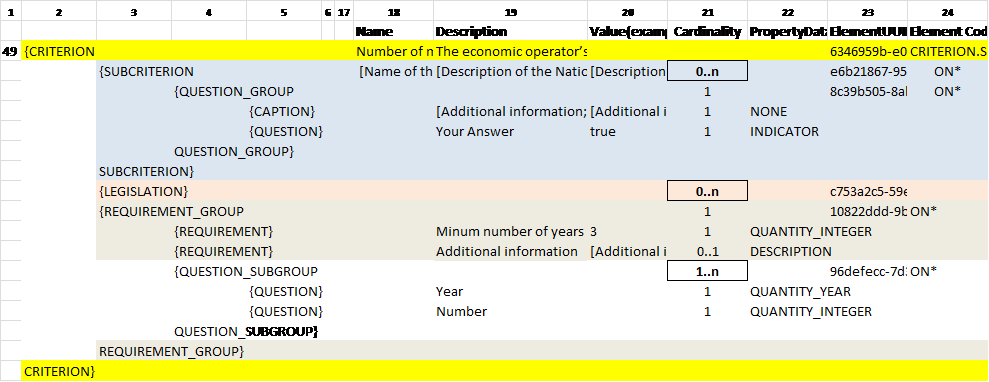 1 2 3 4 5 6 17 18 19 20 21 22 23 24
Name Description Value(examp Cardinality PropertyDat ElementUUI Element Cod
49 {CRITERION Number of n The economic operator's 6346959b-e0 CRITERION.S
{SUBCRITERION [Name of th [Description of the Natic [Description 0..n e6b21867-95 ON*
{QUESTION_GROUP 1 8c39b505-8al ON*
{CAPTION} [Additional information; [Additional i 1 NONE
{QUESTION} Your Answer true 1 INDICATOR
QUESTION_GROUP}
SUBCRITERION}
{LEGISLATION} 0..n c753a2c5-59e
{REQUIREMENT_GROUP 1 10822ddd-9b ON*
{REQUIREMENT} Minum number of years 3 1 QUANTITY_INTEGER
{REQUIREMENT} Additional information [Additional i 0..1 DESCRIPTION
{QUESTION_SUBGROUP 1..n 96defecc-7d ON*
{QUESTION} Year 1 QUANTITY_YEAR
{QUESTION} Number 1 QUANTITY_INTEGER
QUESTION_SUBGROUP}
REQUIREMENT_GROUP}
CRITERION}